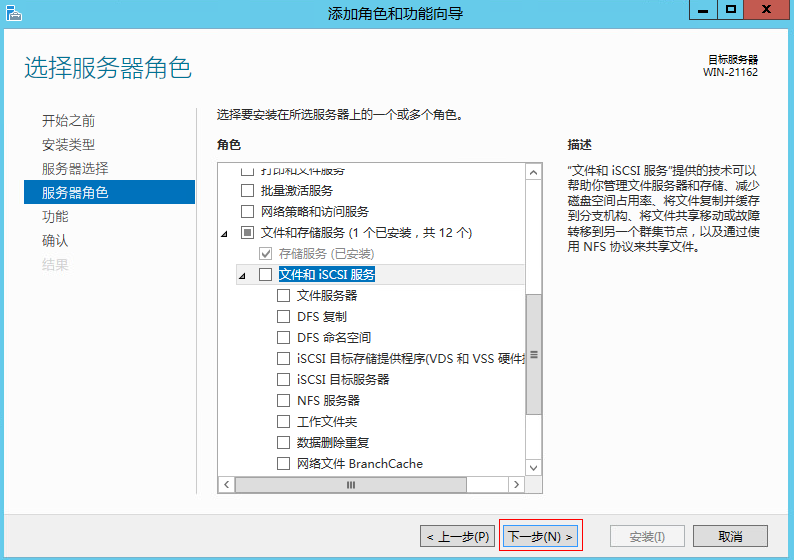 添加角色和功能向导
选择服务器角色
目标服务器
WIN-21162
开始之前
安装类型
服务器选择
服务器角色
功能
确认
结果
选择要安装在所选服务器上的一个或多个角色。
角色
打印和文件服务
批量激活服务
网络策略和访问服务
文件和存储服务 (1 个已安装，共 12 个)
存储服务 (已安装)
文件和 iSCSI 服务
文件服务器
DFS 复制
DFS 命名空间
iSCSI 目标存储提供程序(VDS 和 VSS 硬件
iSCSI 目标服务器
NFS 服务器
工作文件夹
数据删除重复
网络文件 BranchCache
描述
"文件和 iSCSI 服务"提供的技术可以
帮助你管理文件服务器和存储、减少
磁盘空间占用率、将文件复制并缓存
到分支机构、将文件共享移动或故障
转移到另一个群集节点，以及通过使
用 NFS 协议来共享文件。
< 上一步(P)
下一步(N) >
安装(I)
取消